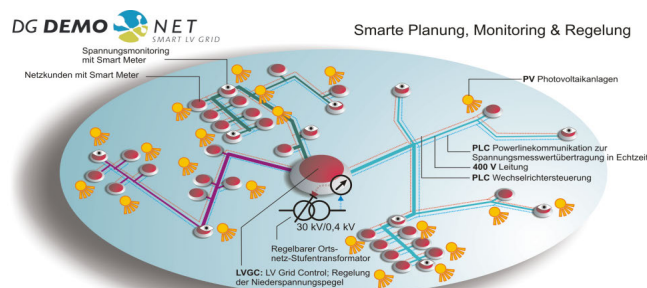 DG DEMO NET
SMART LV GRID
Smarte Planung, Monitoring & Regelung
Spannungsmonitoring
mit Smart Meter
Netzkunden mit Smart Meter
PV Photovoltaikanlagen
PLC Powerlinekommunikation zur
Spannungsmesswertübertragung in Echtzeit
400 V Leitung
PLC Wechselrichtersteuerung
30 kV/0,4 kV
Regelbarer Orts-
netz-Stufentransformator
LVGC: LV Grid Control; Regelung
der Niederspannungspegel